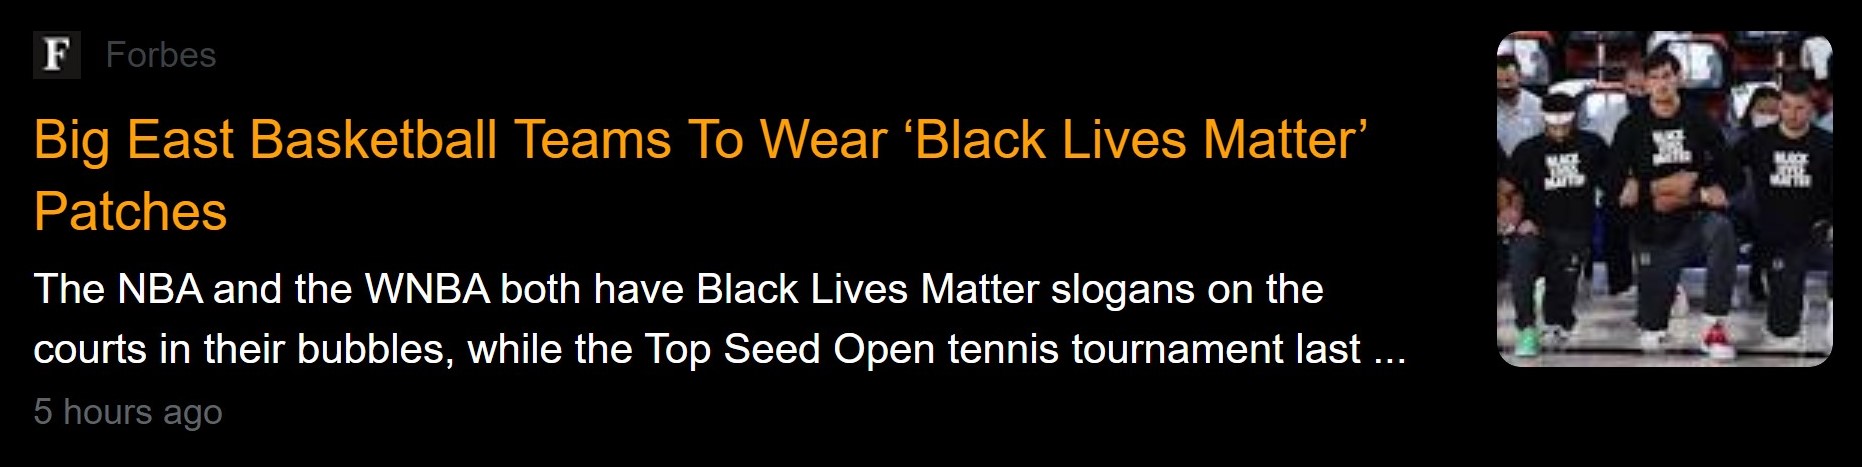 F Forbes
Big East Basketball Teams To Wear ‘Black Lives Matter’
Patches
The NBA and the WNBA both have Black Lives Matter slogans on the
courts in their bubbles, while the Top Seed Open tennis tournament last ...
5 hours ago
BLACK
LIVES
MATTER
BLACK
LIVES
MATTER
BLACK
LIVES
MATTER